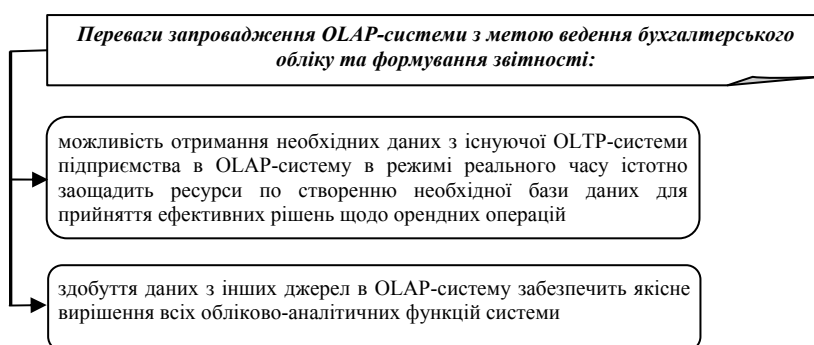 Переваги запровадження OLAP-системи з метою ведення бухгалтерського
обліку та формування звітності:
можливість отримання необхідних даних з існуючої OLTP-системи
підприємства в OLAP-систему в режимі реального часу істотно
заощадить ресурси по створенню необхідної бази даних для
прийняття ефективних рішень щодо орендних операцій
здобуття даних з інших джерел в OLAP-систему забезпечить якісне
вирішення всіх обліково-аналітичних функцій системи